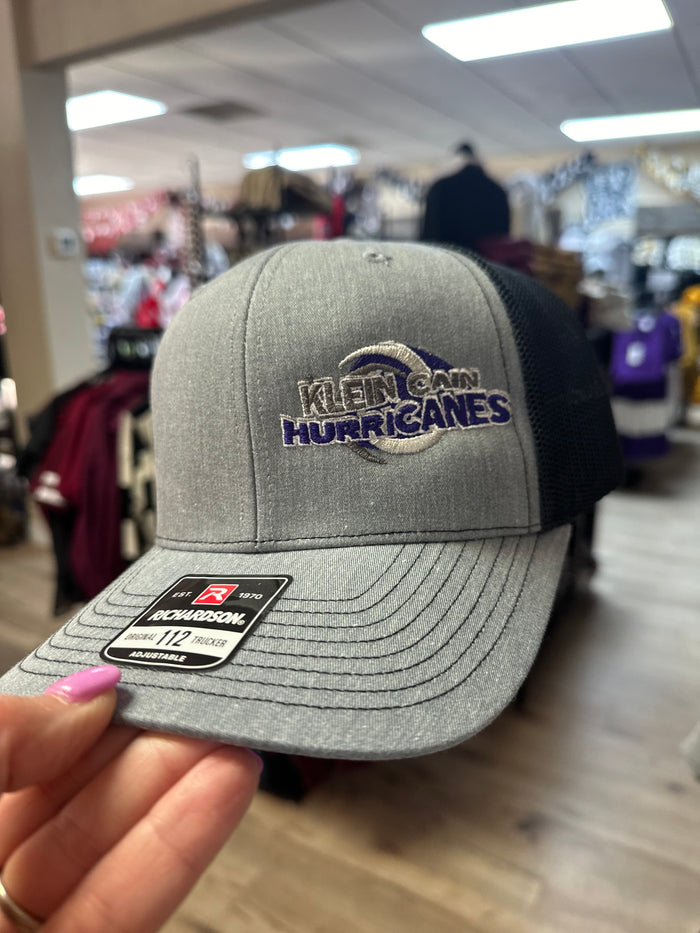 KLEIN CAIN
HURRICANES
EST. R 1970
RICHARDSON®
ORIGINAL 112 TRUCKER
ADJUSTABLE